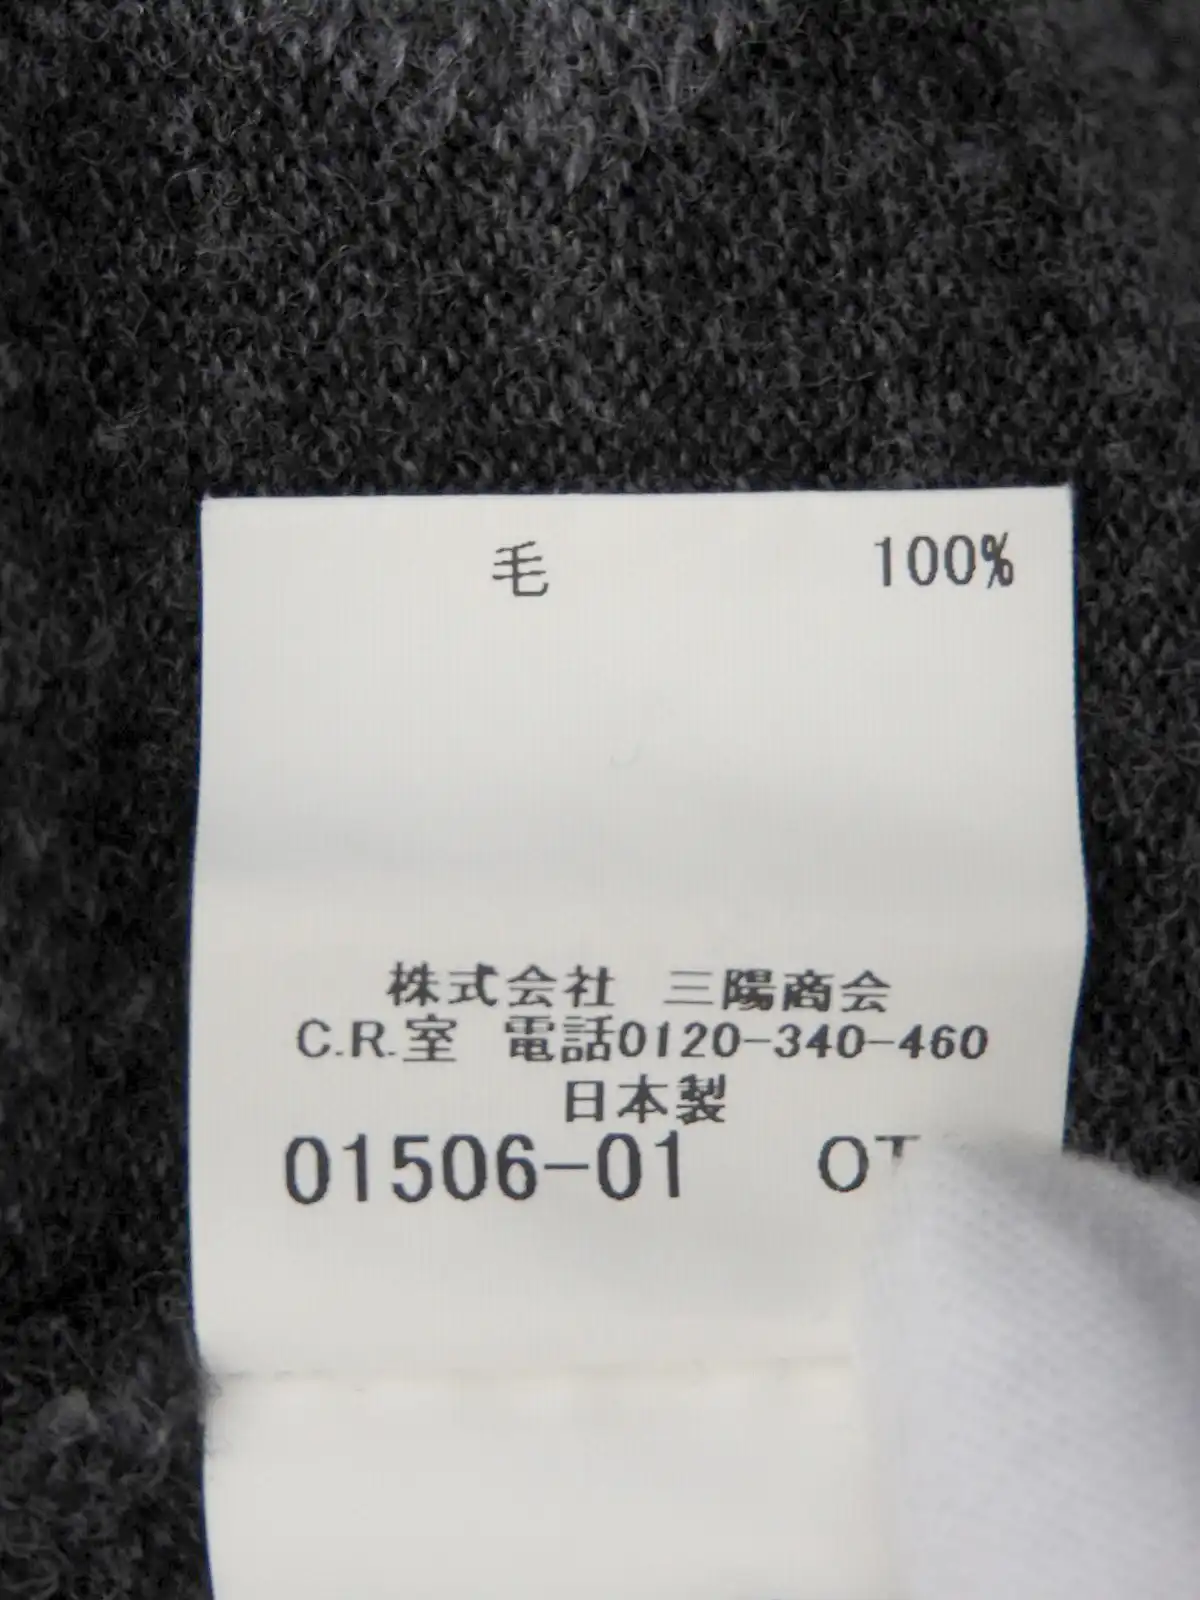 毛 100%
株式会社 三陽商会
C.R.室 電話0120-340-460
日本製
01506-01 OT